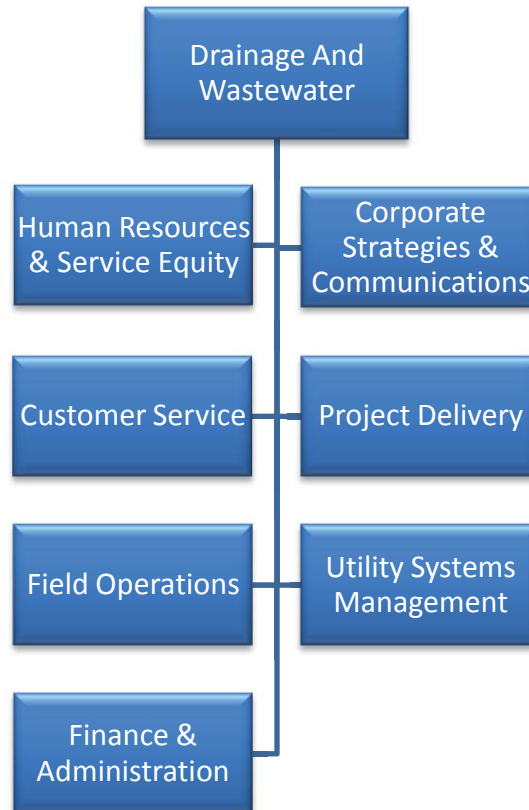 Drainage And
Wastewater
Human Resources
& Service Equity
Corporate
Strategies &
Communications
Customer Service
Project Delivery
Field Operations
Utility Systems
Management
Finance &
Administration